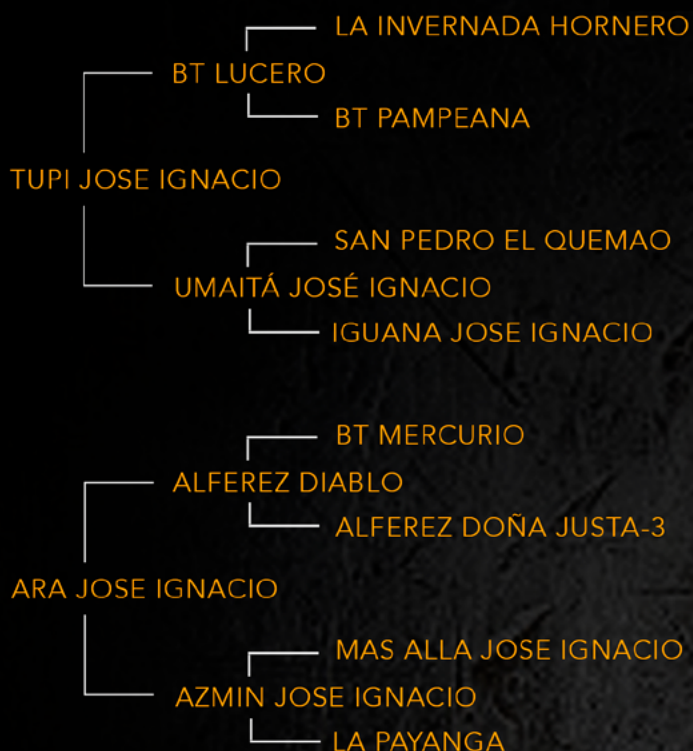 LA INVERNADA HORNERO
BT LUCERO
BT PAMPEANA
TUPI JOSE IGNACIO
SAN PEDRO EL QUEMAO
UMAITÁ JOSÉ IGNACIO
IGUANA JOSE IGNACIO
BT MERCURIO
ALFEREZ DIABLO
ALFEREZ DOÑA JUSTA-3
ARA JOSE IGNACIO
MAS ALLA JOSE IGNACIO
AZMIN JOSE IGNACIO
LA PAYANGA